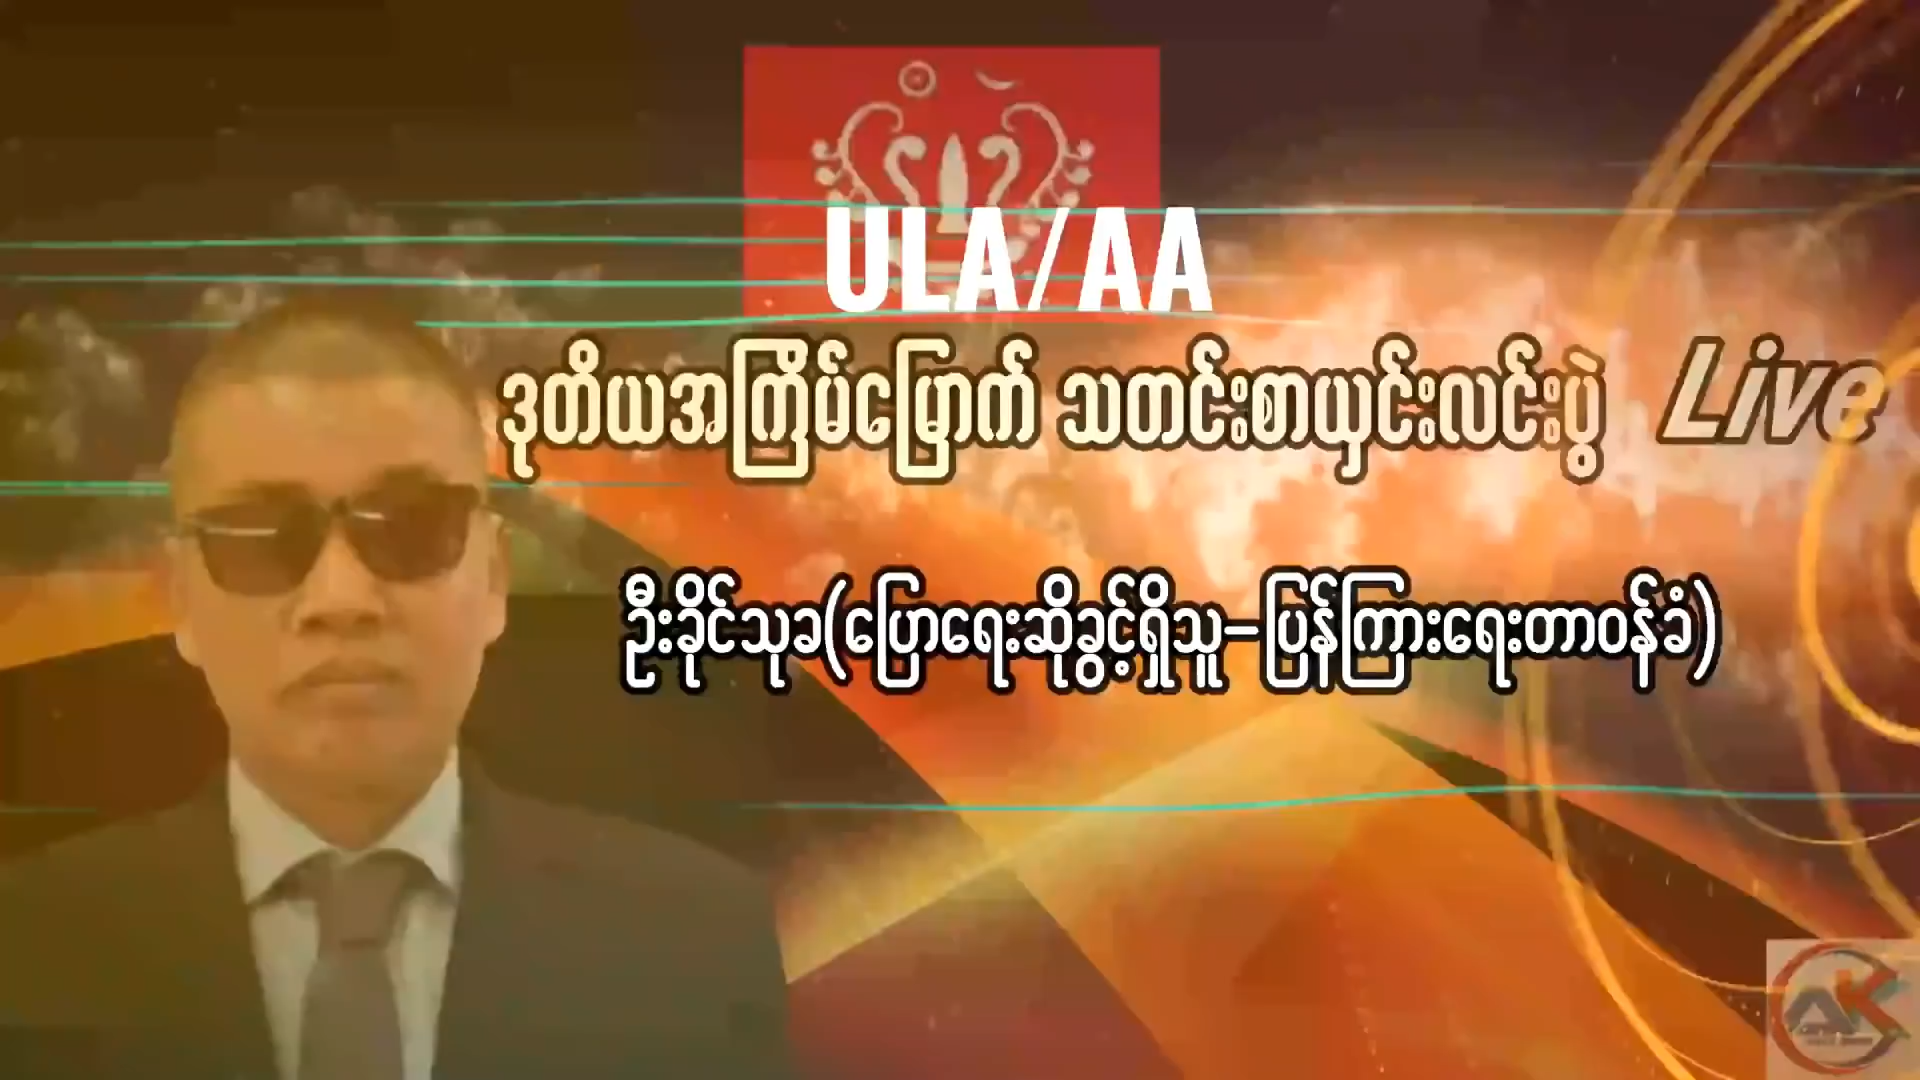 ULA/AA
ဒုတိယအကြိမ်မြောက် သတင်းစာယှင်းလင်းပွဲ Live
ဦးခိုင်သုခ(ပြောရေးဆိုခွင့်ရှိသူ–ပြန်ကြားရေးတာဝန်ခံ)
AK